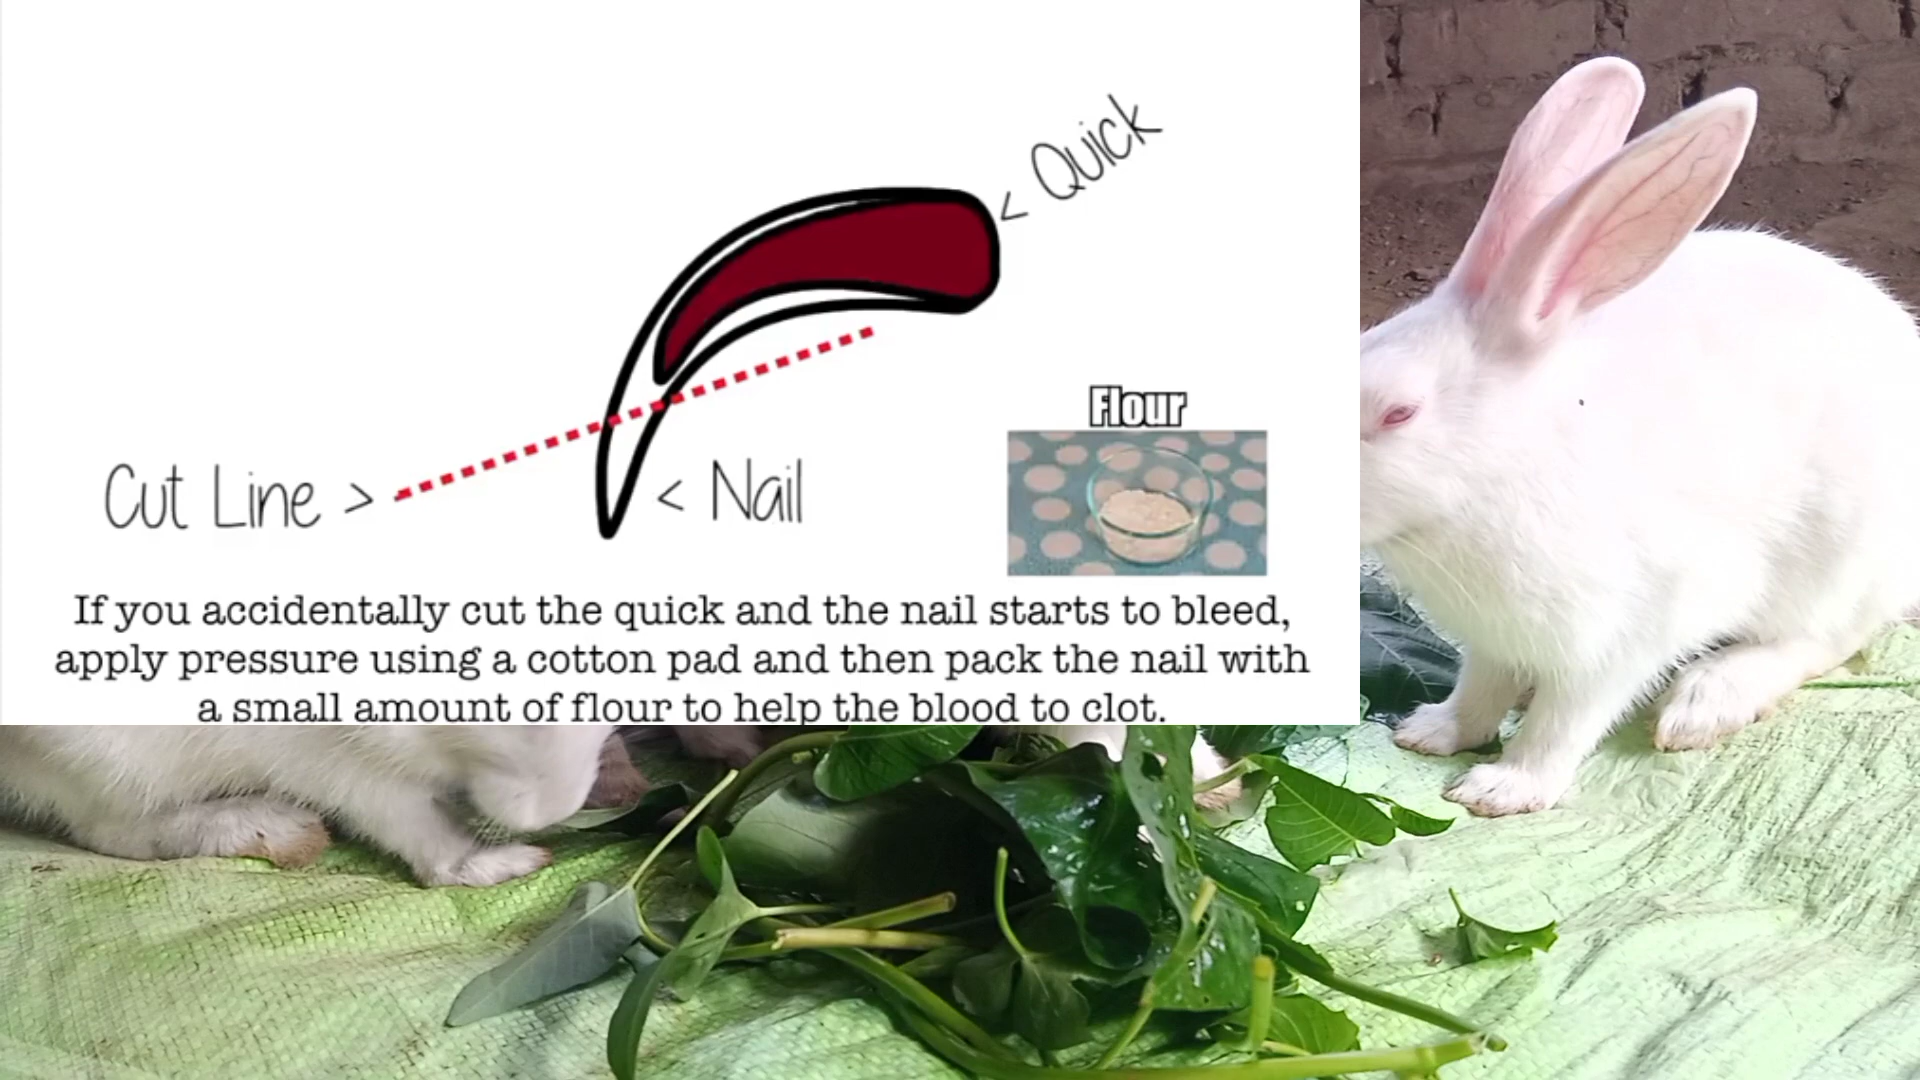 < Quick
Flour
Cut Line >
< Nail
If you accidentally cut the quick and the nail starts to bleed,
apply pressure using a cotton pad and then pack the nail with
a small amount of flour to help the blood to clot.